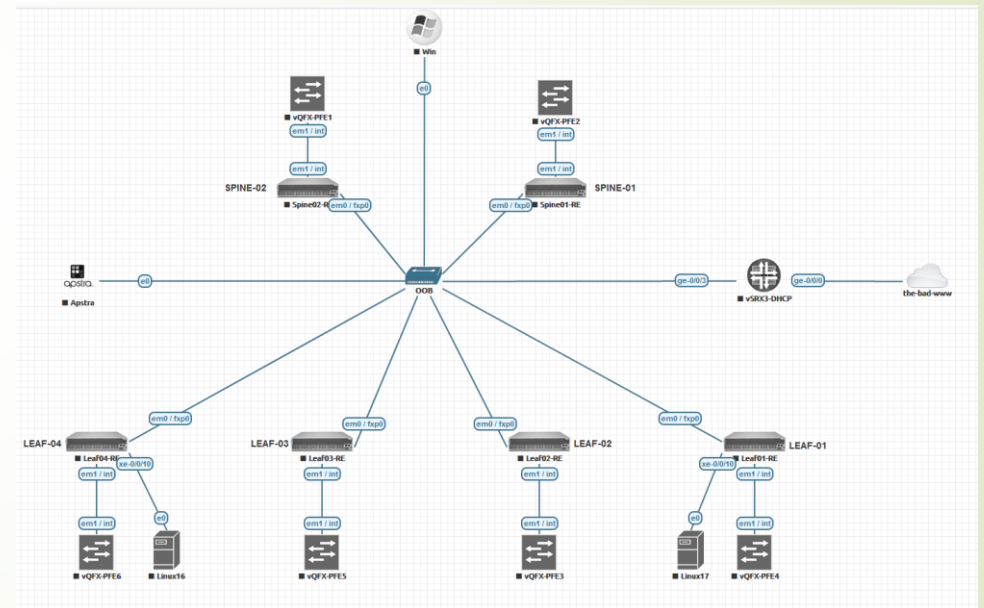 Win
e0
vQFX-PFE1
vQFX-PFE2
em1 / int
em1 / int
em1 / int
em1 / int
SPINE-02
SPINE-01
Spine02-R
em0 / fxp0
em0 / fxp0
Spine01-RE
apstra
e0
Apstra
OOB
ge-0/0/3
ge-0/0/0
vSRX3-DHCP
the-bad-www
em0 / fxp0
em0 / fxp0
em0 / fxp0
em0 / fxp0
LEAF-04
LEAF-03
LEAF-02
LEAF-01
Leaf04-RE
Leaf03-RE
Leaf02-RE
Leaf01-RE
xe-0/0/10
xe-0/0/10
em1 / int
em1 / int
em1 / int
em1 / int
em1 / int
e0
em1 / int
em1 / int
e0
em1 / int
vQFX-PFE6
Linux16
vQFX-PFE5
vQFX-PFE3
Linux17
vQFX-PFE4